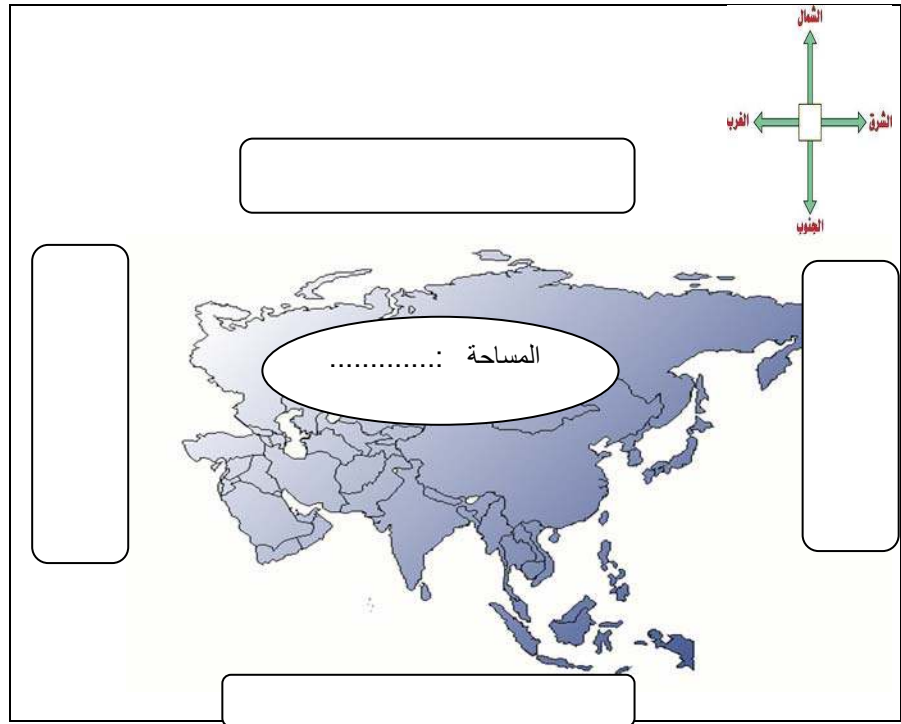 الشمال
الشرق
الغرب
الجنوب
المساحة :.............